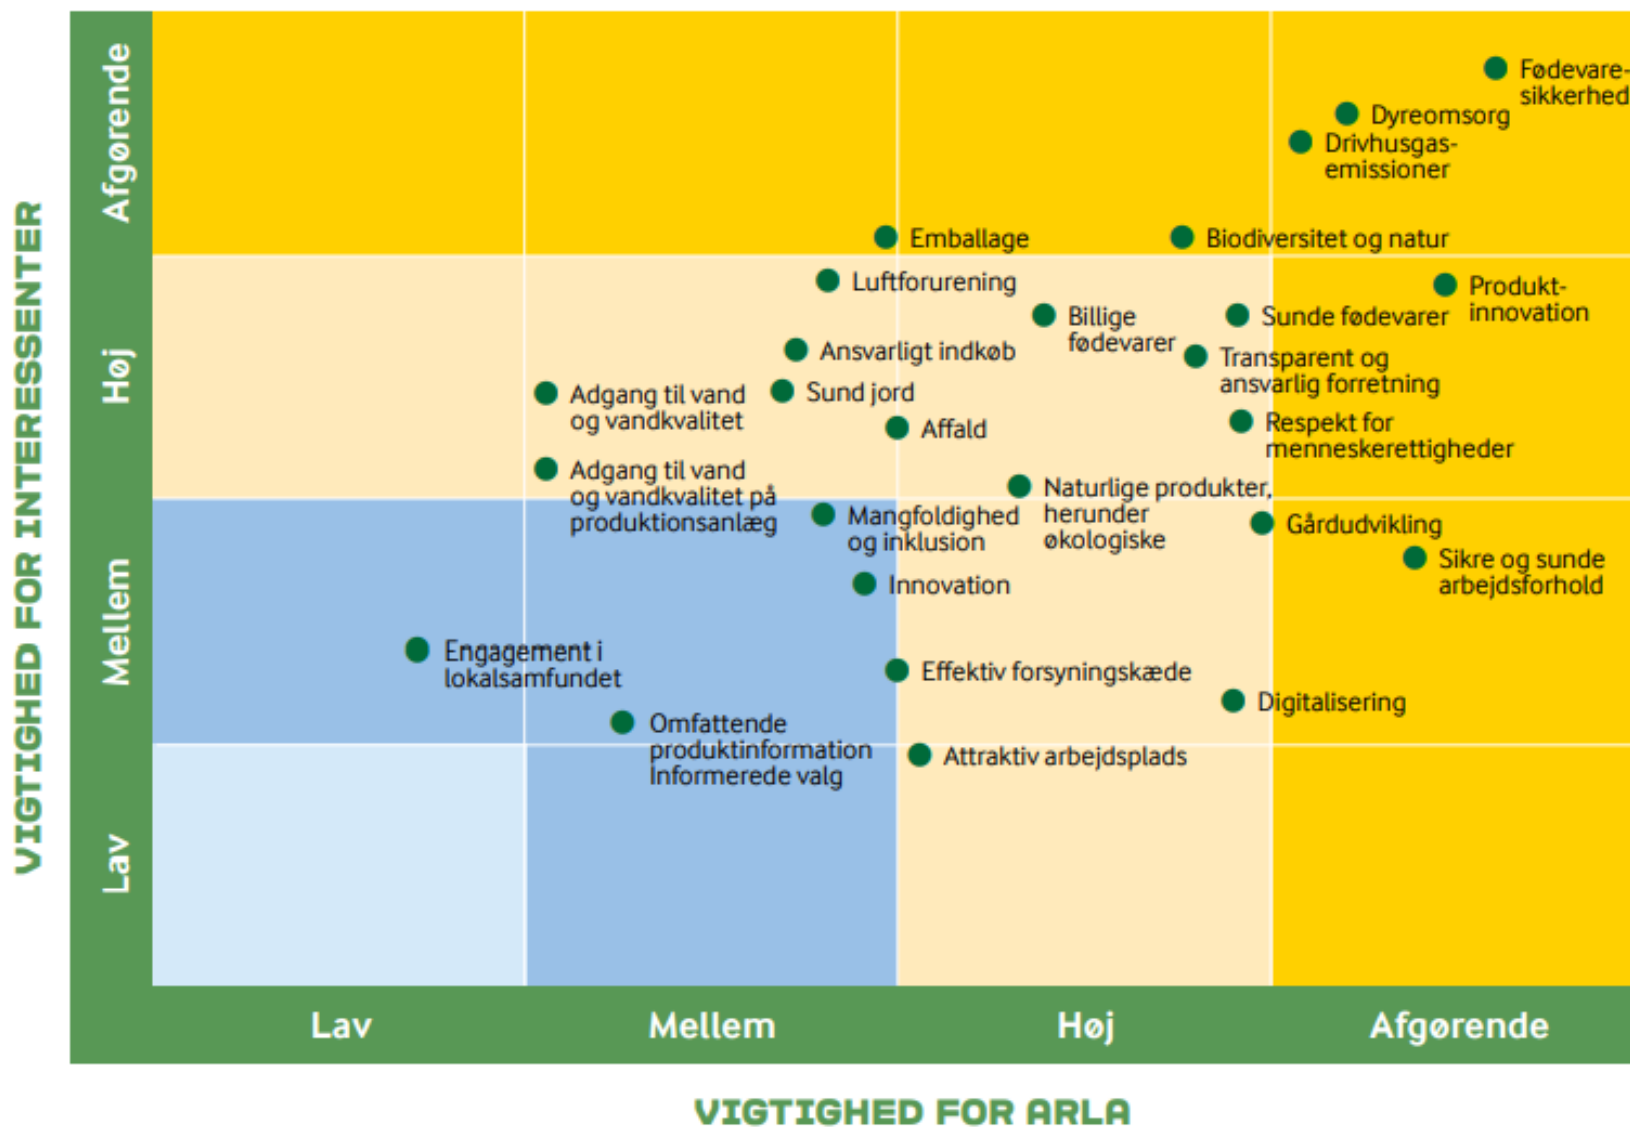 VIGTIGHED FOR INTERESSENTER
Afgørende
Høj
Mellem
Lav
Fødevare-
sikkerhed
Dyreomsorg
Drivhusgas-
emissioner
Emballage
Biodiversitet og natur
Luftforurening
Produkt-
innovation
Billige
fødevarer
Sunde fødevarer
Ansvarligt indkøb
Transparent og
ansvarlig forretning
Adgang til vand
og vandkvalitet
Sund jord
Affald
Respekt for
menneskerettigheder
Adgang til vand
og vandkvalitet på
produktionsanlæg
Naturlige produkter,
herunder
økologiske
Mangfoldighed
og inklusion
Gårdudvikling
Sikre og sunde
arbejdsforhold
Innovation
Engagement i
lokalsamfundet
Effektiv forsyningskæde
Digitalisering
Omfattende
produktinformation
Informerede valg
Attraktiv arbejdsplads
Lav
Mellem
Høj
Afgørende
VIGTIGHED FOR ARLA